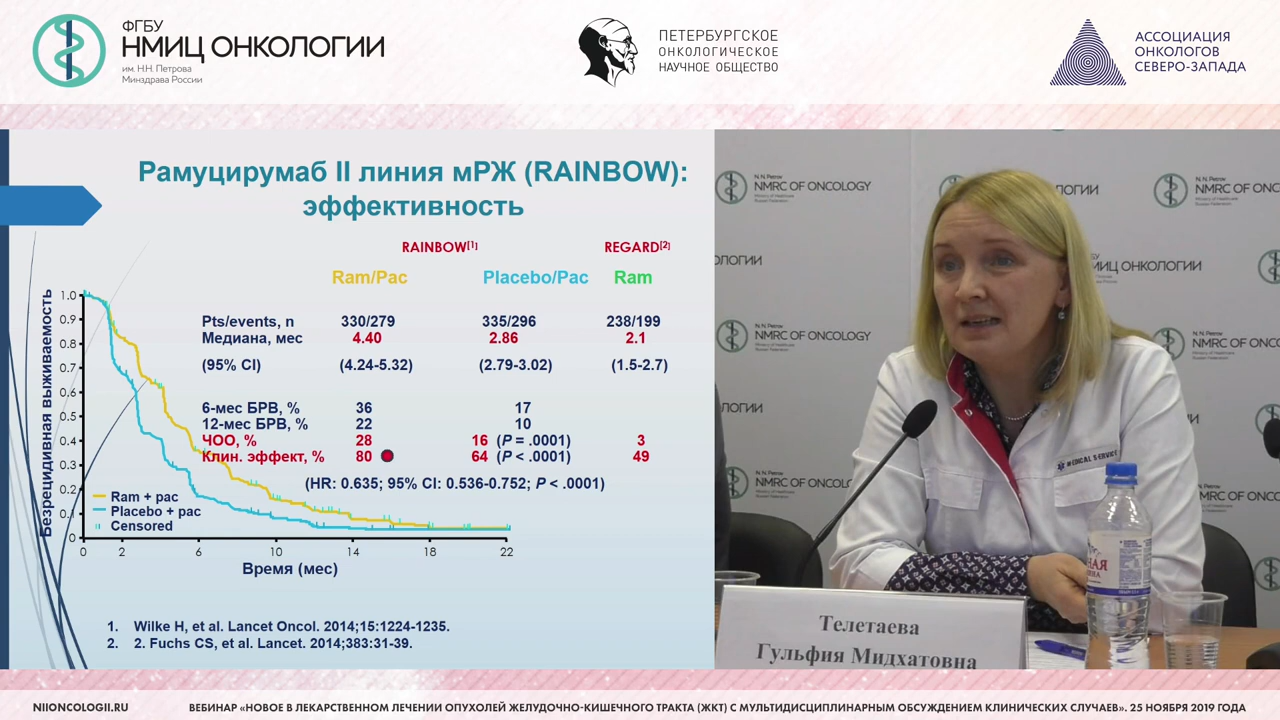 ФГБУ
НМИЦ ОНКОЛОГИИ
им. Н.Н. Петрова
Минздрава России
ПЕТЕРБУРГСКОЕ
ОНКОЛОГИЧЕСКОЕ
НАУЧНОЕ ОБЩЕСТВО
АССОЦИАЦИЯ
ОНКОЛОГОВ
СЕВЕРО-ЗАПАДА
Рамуцирумаб II линия мРЖ (RAINBOW):
эффективность
RAINBOW[1] REGARD[2]
Ram/Pac Placebo/Pac Ram
Pts/events, n 330/279 335/296 238/199
Медиана, мес 4.40 2.86 2.1
(95% CI) (4.24-5.32) (2.79-3.02) (1.5-2.7)
6-мес БРВ, % 36 17
12-мес БРВ, % 22 10
ЧОО, % 28 16 (P = .0001) 3
Клин. эффект, % 80 64 (P < .0001) 49
(HR: 0.635; 95% CI: 0.536-0.752; P < .0001)
Безрецидивная выживаемость
1.0
0.9
0.8
0.7
0.6
0.5
0.4
0.3
0.2
0.1
0
Ram + pac
Placebo + pac
Censored
0 2 6 10 14 18 22
Время (мес)
1. Wilke H, et al. Lancet Oncol. 2014;15:1224-1235.
2. 2. Fuchs CS, et al. Lancet. 2014;383:31-39.
N.N. Petrov
NMRC OF ONCOLOGY
ОЛОГИИ
НМИЦ ОНКОЛОГИИ
MEDICAL SERVICE
Телетаева
Гульфия Мидхатовна
NIIONCOLOGII.RU
ВЕБИНАР «НОВОЕ В ЛЕКАРСТВЕННОМ ЛЕЧЕНИИ ОПУХОЛЕЙ ЖЕЛУДОЧНО-КИШЕЧНОГО ТРАКТА (ЖКТ) С МУЛЬТИДИСЦИПЛИНАРНЫМ ОБСУЖДЕНИЕМ КЛИНИЧЕСКИХ СЛУЧАЕВ». 25 НОЯБРЯ 2019 ГОДА